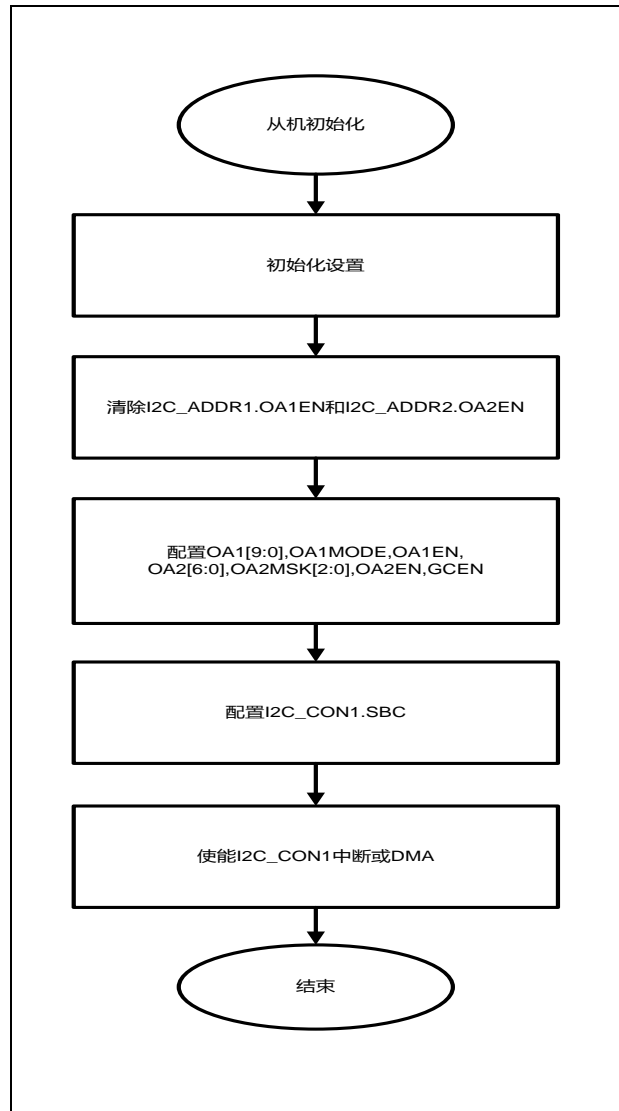 从机初始化
初始化设置
清除I2C_ADDR1.OA1EN和I2C_ADDR2.OA2EN
配置OA1[9:0],OA1MODE,OA1EN,
OA2[6:0],OA2MSK[2:0],OA2EN,GCEN
配置I2C_CON1.SBC
使能I2C_CON1中断或DMA
结束